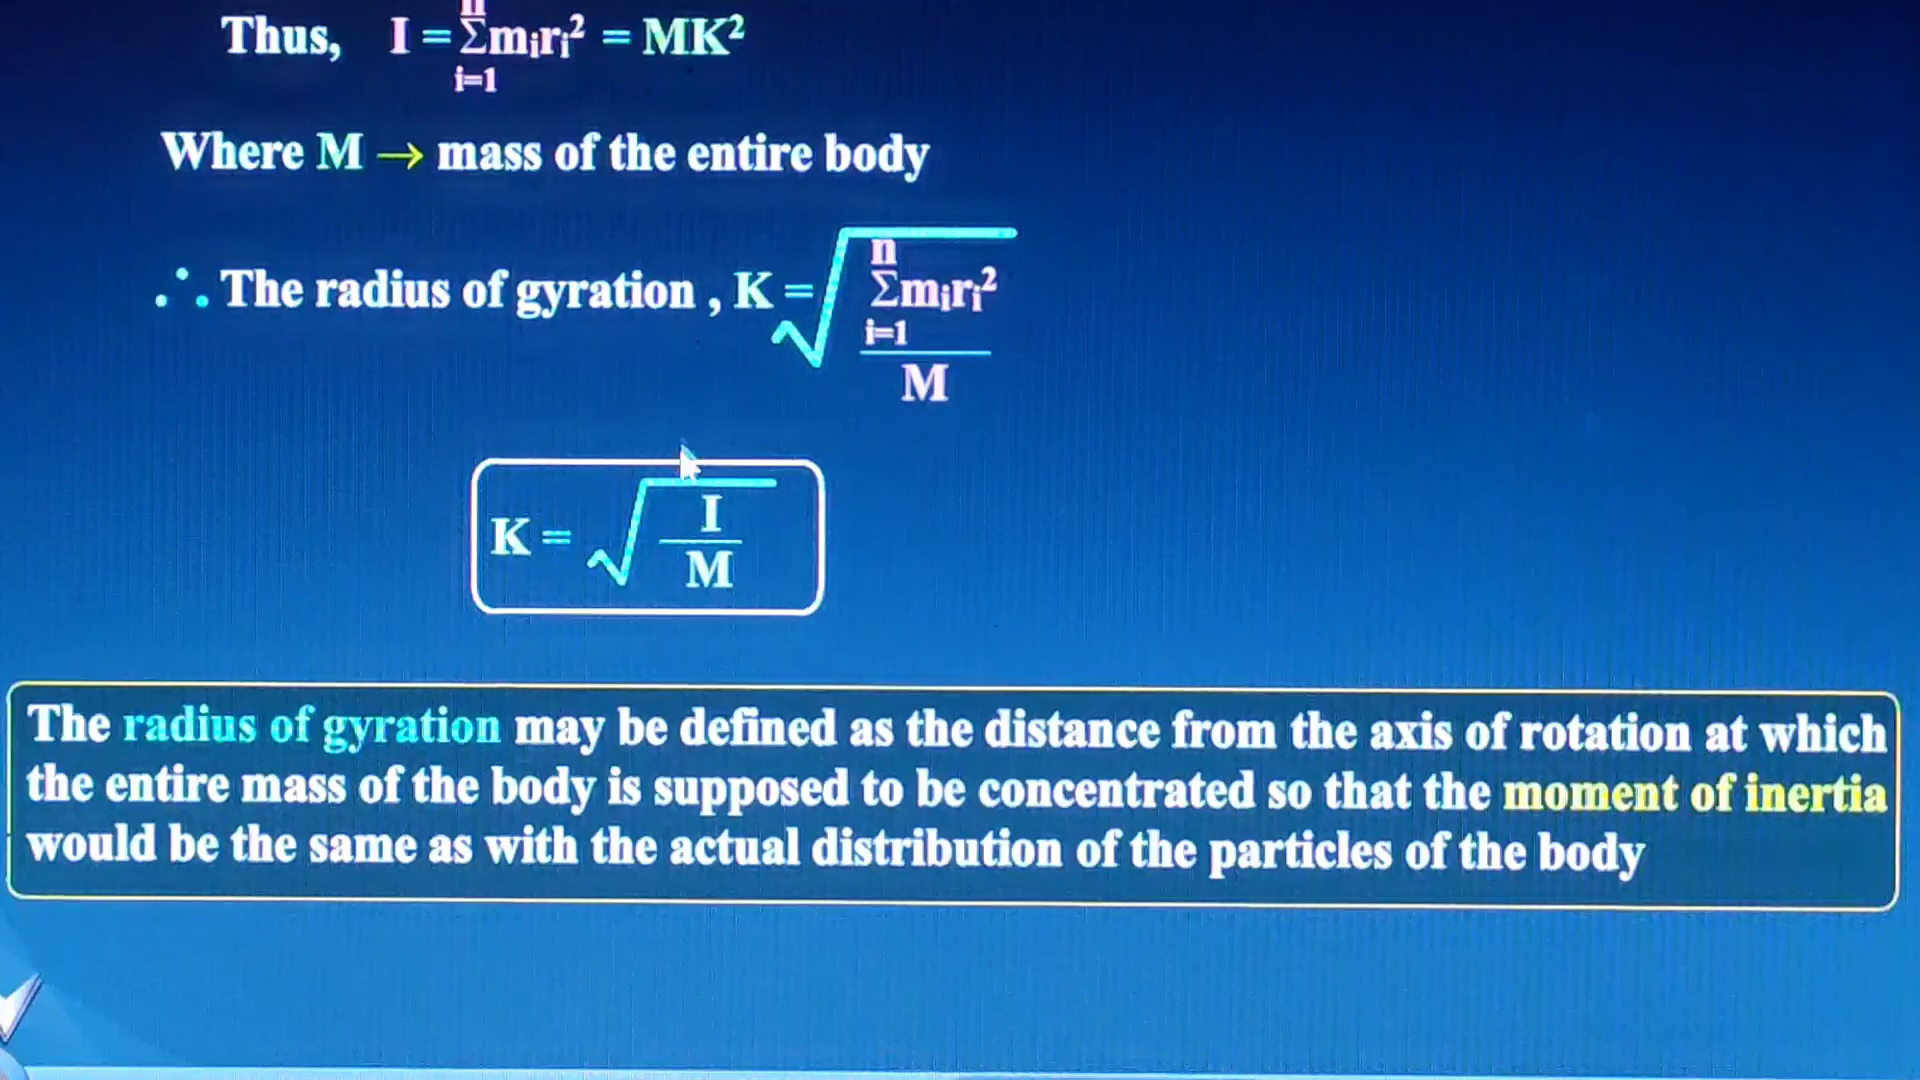 Thus, I = Σmᵢrᵢ² = MK²
n
i=1
Where M → mass of the entire body
∴ The radius of gyration , K = √
n
Σmᵢrᵢ²
i=1
M
K = √
I
M
The radius of gyration may be defined as the distance from the axis of rotation at which
the entire mass of the body is supposed to be concentrated so that the moment of inertia
would be the same as with the actual distribution of the particles of the body